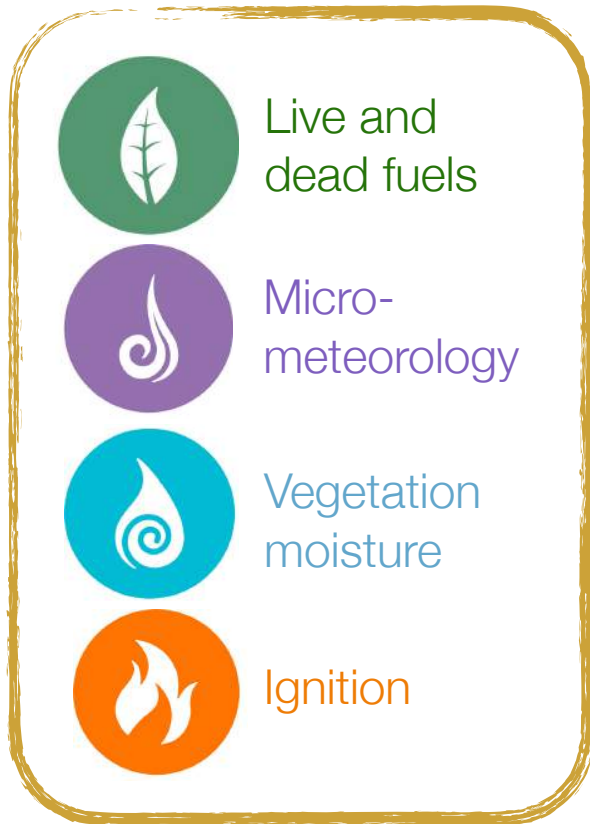 Live and
dead fuels
Micro-
meteorology
Vegetation
moisture
Ignition